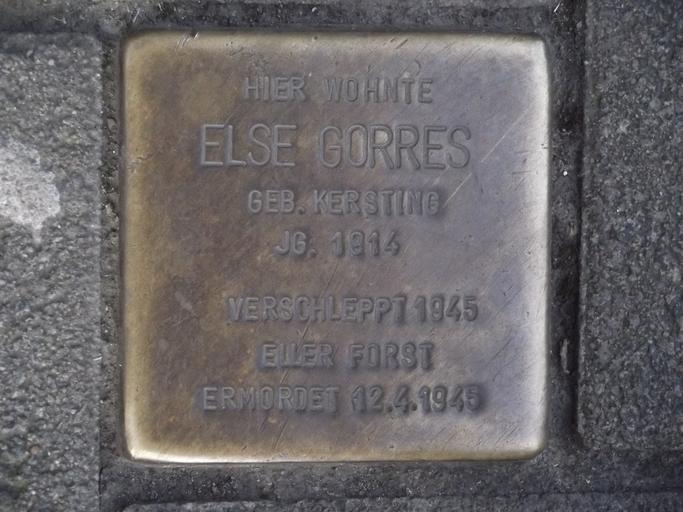 HIER WOHNTE
ELSE GORRES
GEB. KERSTING
JG. 1914
VERSCHLEPPT 1945
ELLER FORST
ERMORDET 12.4.1945